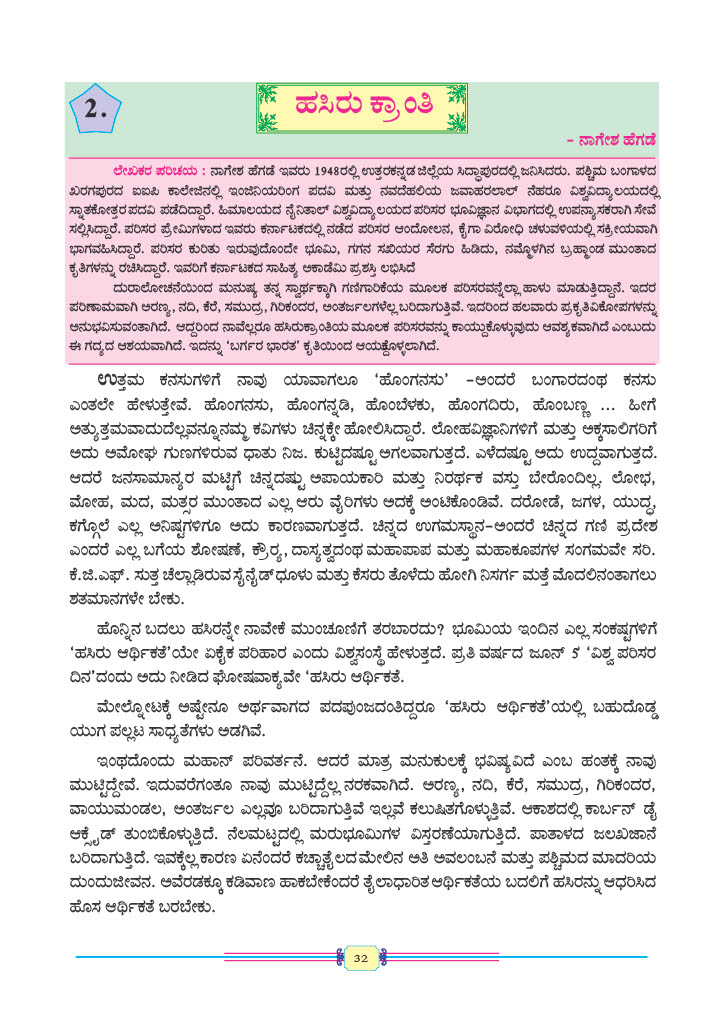 2.
ಹಸಿರು ಕ್ರಾಂತಿ
– ನಾಗೇಶ ಹೆಗಡೆ
ಲೇಖಕರ ಪರಿಚಯ : ನಾಗೇಶ ಹೆಗಡೆ ಇವರು 1948ರಲ್ಲಿ ಉತ್ತರಕನ್ನಡ ಜಿಲ್ಲೆಯ ಸಿದ್ಧಾಪುರದಲ್ಲಿ ಜನಿಸಿದರು. ಪಶ್ಚಿಮ ಬಂಗಾಳದ
ಖರಗಪುರದ ಐಐಪಿ ಕಾಲೇಜಿನಲ್ಲಿ ಇಂಜಿನಿಯರಿಂಗ ಪದವಿ ಮತ್ತು ನವದೆಹಲಿಯ ಜವಾಹರಲಾಲ್ ನೆಹರೂ ವಿಶ್ವವಿದ್ಯಾಲಯದಲ್ಲಿ
ಸ್ನಾತಕೋತ್ತರ ಪದವಿ ಪಡೆದಿದ್ದಾರೆ. ಹಿಮಾಲಯದ ನೈನಿತಾಲ್ ವಿಶ್ವವಿದ್ಯಾಲಯದ ಪರಿಸರ ಭೂವಿಜ್ಞಾನ ವಿಭಾಗದಲ್ಲಿ ಉಪನ್ಯಾಸಕರಾಗಿ ಸೇವೆ
ಸಲ್ಲಿಸಿದ್ದಾರೆ. ಪರಿಸರ ಪ್ರೇಮಿಗಳಾದ ಇವರು ಕರ್ನಾಟಕದಲ್ಲಿ ನಡೆದ ಪರಿಸರ ಆಂದೋಲನ, ಕೈಗಾ ವಿರೋಧಿ ಚಳುವಳಿಯಲ್ಲಿ ಸಕ್ರೀಯವಾಗಿ
ಭಾಗವಹಿಸಿದ್ದಾರೆ. ಪರಿಸರ ಕುರಿತು ಇರುವುದೊಂದೇ ಭೂಮಿ, ಗಗನ ಸಖಿಯರ ಸೆರಗು ಹಿಡಿದು, ನಮ್ಮೊಳಗಿನ ಬ್ರಹ್ಮಾಂಡ ಮುಂತಾದ
ಕೃತಿಗಳನ್ನು ರಚಿಸಿದ್ದಾರೆ. ಇವರಿಗೆ ಕರ್ನಾಟಕದ ಸಾಹಿತ್ಯ ಅಕಾಡೆಮಿ ಪ್ರಶಸ್ತಿ ಲಭಿಸಿದೆ
ದುರಾಲೋಚನೆಯಿಂದ ಮನುಷ್ಯ ತನ್ನ ಸ್ವಾರ್ಥಕ್ಕಾಗಿ ಗಣಿಗಾರಿಕೆಯ ಮೂಲಕ ಪರಿಸರವನ್ನೆಲ್ಲಾ ಹಾಳು ಮಾಡುತ್ತಿದ್ದಾನೆ. ಇದರ
ಪರಿಣಾಮವಾಗಿ ಅರಣ್ಯ, ನದಿ, ಕೆರೆ, ಸಮುದ್ರ, ಗಿರಿಕಂದರ, ಅಂತರ್ಜಲಗಳೆಲ್ಲ ಬರಿದಾಗುತ್ತಿವೆ. ಇದರಿಂದ ಹಲವಾರು ಪ್ರಕೃತಿವಿಕೋಪಗಳನ್ನು
ಅನುಭವಿಸುವಂತಾಗಿದೆ. ಆದ್ದರಿಂದ ನಾವೆಲ್ಲರೂ ಹಸಿರುಕ್ರಾಂತಿಯ ಮೂಲಕ ಪರಿಸರವನ್ನು ಕಾಯ್ದುಕೊಳ್ಳುವುದು ಆವಶ್ಯಕವಾಗಿದೆ ಎಂಬುದು
ಈ ಗದ್ಯದ ಆಶಯವಾಗಿದೆ. ಇದನ್ನು 'ಬರ್ಗರ ಭಾರತ' ಕೃತಿಯಿಂದ ಆಯ್ದುಕೊಳ್ಳಲಾಗಿದೆ.
ಉತ್ತಮ ಕನಸುಗಳಿಗೆ ನಾವು ಯಾವಾಗಲೂ 'ಹೊಂಗನಸು' –ಅಂದರೆ ಬಂಗಾರದಂಥ ಕನಸು
ಎಂತಲೇ ಹೇಳುತ್ತೇವೆ. ಹೊಂಗನಸು, ಹೊಂಗನ್ನಡಿ, ಹೊಂಬೆಳಕು, ಹೊಂಗದಿರು, ಹೊಂಬಣ್ಣ ... ಹೀಗೆ
ಅತ್ಯುತ್ತಮವಾದುದೆಲ್ಲವನ್ನೂನಮ್ಮ ಕವಿಗಳು ಚಿನ್ನಕ್ಕೇ ಹೋಲಿಸಿದ್ದಾರೆ. ಲೋಹವಿಜ್ಞಾನಿಗಳಿಗೆ ಮತ್ತು ಅಕ್ಕಸಾಲಿಗರಿಗೆ
ಅದು ಅಮೋಘ ಗುಣಗಳಿರುವ ಧಾತು ನಿಜ. ಕುಟ್ಟಿದಷ್ಟೂ ಅಗಲವಾಗುತ್ತದೆ. ಎಳೆದಷ್ಟೂ ಅದು ಉದ್ದವಾಗುತ್ತದೆ.
ಆದರೆ ಜನಸಾಮಾನ್ಯರ ಮಟ್ಟಿಗೆ ಚಿನ್ನದಷ್ಟು ಅಪಾಯಕಾರಿ ಮತ್ತು ನಿರರ್ಥಕ ವಸ್ತು ಬೇರೊಂದಿಲ್ಲ. ಲೋಭ,
ಮೋಹ, ಮದ, ಮತ್ಸರ ಮುಂತಾದ ಎಲ್ಲ ಆರು ವೈರಿಗಳು ಅದಕ್ಕೆ ಅಂಟಿಕೊಂಡಿವೆ. ದರೋಡೆ, ಜಗಳ, ಯುದ್ಧ,
ಕಗ್ಗೊಲೆ ಎಲ್ಲ ಅನಿಷ್ಟಗಳಿಗೂ ಅದು ಕಾರಣವಾಗುತ್ತದೆ. ಚಿನ್ನದ ಉಗಮಸ್ಥಾನ–ಅಂದರೆ ಚಿನ್ನದ ಗಣಿ ಪ್ರದೇಶ
ಎಂದರೆ ಎಲ್ಲ ಬಗೆಯ ಶೋಷಣೆ, ಕ್ರೌರ್‍ಯ, ದಾಸ್ಯತ್ವದಂಥ ಮಹಾಪಾಪ ಮತ್ತು ಮಹಾಕೂಪಗಳ ಸಂಗಮವೇ ಸರಿ.
ಕೆ.ಜಿ.ಎಫ್. ಸುತ್ತ ಚೆಲ್ಲಾಡಿರುವ ಸೈನೈಡ್ ಧೂಳು ಮತ್ತು ಕೆಸರು ತೊಳೆದು ಹೋಗಿ ನಿಸರ್ಗ ಮತ್ತೆ ಮೊದಲಿನಂತಾಗಲು
ಶತಮಾನಗಳೇ ಬೇಕು.
ಹೊನ್ನಿನ ಬದಲು ಹಸಿರನ್ನೇ ನಾವೇಕೆ ಮುಂಚೂಣಿಗೆ ತರಬಾರದು? ಭೂಮಿಯ ಇಂದಿನ ಎಲ್ಲ ಸಂಕಷ್ಟಗಳಿಗೆ
'ಹಸಿರು ಆರ್ಥಿಕತೆ'ಯೇ ಏಕೈಕ ಪರಿಹಾರ ಎಂದು ವಿಶ್ವಸಂಸ್ಥೆ ಹೇಳುತ್ತದೆ. ಪ್ರತಿ ವರ್ಷದ ಜೂನ್ 5 'ವಿಶ್ವ ಪರಿಸರ
ದಿನ'ದಂದು ಅದು ನೀಡಿದ ಘೋಷವಾಕ್ಯವೇ 'ಹಸಿರು ಆರ್ಥಿಕತೆ.
ಮೇಲ್ನೋಟಕ್ಕೆ ಅಷ್ಟೇನೂ ಅರ್ಥವಾಗದ ಪದಪುಂಜದಂತಿದ್ದರೂ 'ಹಸಿರು ಆರ್ಥಿಕತೆ'ಯಲ್ಲಿ ಬಹುದೊಡ್ಡ
ಯುಗ ಪಲ್ಲಟ ಸಾಧ್ಯತೆಗಳು ಅಡಗಿವೆ.
ಇಂಥದೊಂದು ಮಹಾನ್ ಪರಿವರ್ತನೆ. ಆದರೆ ಮಾತ್ರ ಮನುಕುಲಕ್ಕೆ ಭವಿಷ್ಯವಿದೆ ಎಂಬ ಹಂತಕ್ಕೆ ನಾವು
ಮುಟ್ಟಿದ್ದೇವೆ. ಇದುವರೆಗಂತೂ ನಾವು ಮುಟ್ಟಿದ್ದೆಲ್ಲ ನರಕವಾಗಿದೆ. ಅರಣ್ಯ, ನದಿ, ಕೆರೆ, ಸಮುದ್ರ, ಗಿರಿಕಂದರ,
ವಾಯುಮಂಡಲ, ಅಂತರ್ಜಲ ಎಲ್ಲವೂ ಬರಿದಾಗುತ್ತಿವೆ ಇಲ್ಲವೆ ಕಲುಷಿತಗೊಳ್ಳುತ್ತಿವೆ. ಆಕಾಶದಲ್ಲಿ ಕಾರ್ಬನ್ ಡೈ
ಆಕ್ಸೈಡ್ ತುಂಬಿಕೊಳ್ಳುತ್ತಿದೆ. ನೆಲಮಟ್ಟದಲ್ಲಿ ಮರುಭೂಮಿಗಳ ವಿಸ್ತರಣೆಯಾಗುತ್ತಿದೆ. ಪಾತಾಳದ ಜಲಖಜಾನೆ
ಬರಿದಾಗುತ್ತಿದೆ. ಇವಕ್ಕೆಲ್ಲ ಕಾರಣ ಏನೆಂದರೆ ಕಚ್ಚಾತೈಲದ ಮೇಲಿನ ಅತಿ ಅವಲಂಬನೆ ಮತ್ತು ಪಶ್ಚಿಮದ ಮಾದರಿಯ
ದುಂದುಜೀವನ. ಅವೆರಡಕ್ಕೂ ಕಡಿವಾಣ ಹಾಕಬೇಕೆಂದರೆ ತೈಲಾಧಾರಿತ ಆರ್ಥಿಕತೆಯ ಬದಲಿಗೆ ಹಸಿರನ್ನು ಆಧರಿಸಿದ
ಹೊಸ ಆರ್ಥಿಕತೆ ಬರಬೇಕು.
32